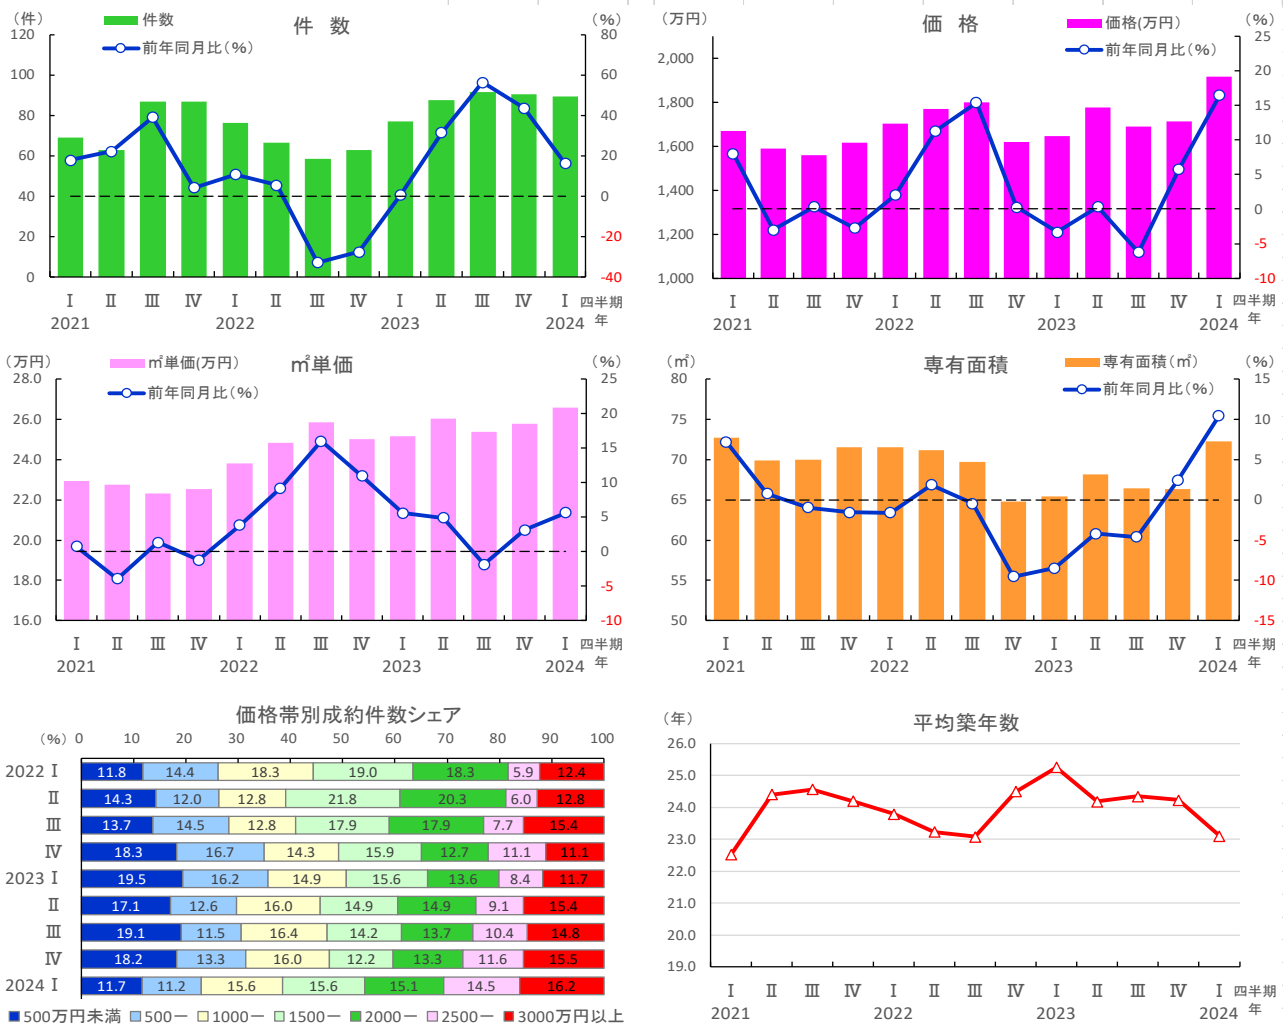 件　数
（件）
（%）
件数
前年同月比（%）
120
100
80
60
40
20
0
80
60
40
20
0
-20
-40
Ⅰ Ⅱ Ⅲ Ⅳ Ⅰ Ⅱ Ⅲ Ⅳ Ⅰ Ⅱ Ⅲ Ⅳ Ⅰ 四半期
2021 2022 2023 2024 年
価　格
（万円）
（%）
価格(万円)
前年同月比（%）
2,000
1,800
1,600
1,400
1,200
1,000
25
20
15
10
5
0
-5
-10
Ⅰ Ⅱ Ⅲ Ⅳ Ⅰ Ⅱ Ⅲ Ⅳ Ⅰ Ⅱ Ⅲ Ⅳ Ⅰ 四半期
2021 2022 2023 2024 年
㎡単価
（万円）
（%）
㎡単価(万円)
前年同月比（%）
28.0
26.0
24.0
22.0
20.0
18.0
16.0
25
20
15
10
5
0
-5
-10
Ⅰ Ⅱ Ⅲ Ⅳ Ⅰ Ⅱ Ⅲ Ⅳ Ⅰ Ⅱ Ⅲ Ⅳ Ⅰ 四半期
2021 2022 2023 2024 年
専有面積
（㎡）
（%）
専有面積（㎡）
前年同月比（%）
80
75
70
65
60
55
50
15
10
5
0
-5
-10
-15
Ⅰ Ⅱ Ⅲ Ⅳ Ⅰ Ⅱ Ⅲ Ⅳ Ⅰ Ⅱ Ⅲ Ⅳ Ⅰ 四半期
2021 2022 2023 2024 年
価格帯別成約件数シェア
（%） 0 10 20 30 40 50 60 70 80 90 100
2022 Ⅰ 11.8 14.4 18.3 19.0 18.3 5.9 12.4
Ⅱ 14.3 12.0 12.8 21.8 20.3 6.0 12.8
Ⅲ 13.7 14.5 12.8 17.9 17.9 7.7 15.4
Ⅳ 18.3 16.7 14.3 15.9 12.7 11.1 11.1
2023 Ⅰ 19.5 16.2 14.9 15.6 13.6 8.4 11.7
Ⅱ 17.1 12.6 16.0 14.9 14.9 9.1 15.4
Ⅲ 19.1 11.5 16.4 14.2 13.7 10.4 14.8
Ⅳ 18.2 13.3 16.0 12.2 13.3 11.6 15.5
2024 Ⅰ 11.7 11.2 15.6 15.6 15.1 14.5 16.2
500万円未満 500－ 1000－ 1500－ 2000－ 2500－ 3000万円以上
平均築年数
（年）
26.0
25.0
24.0
23.0
22.0
21.0
20.0
19.0
Ⅰ Ⅱ Ⅲ Ⅳ Ⅰ Ⅱ Ⅲ Ⅳ Ⅰ Ⅱ Ⅲ Ⅳ Ⅰ 四半期
2021 2022 2023 2024 年